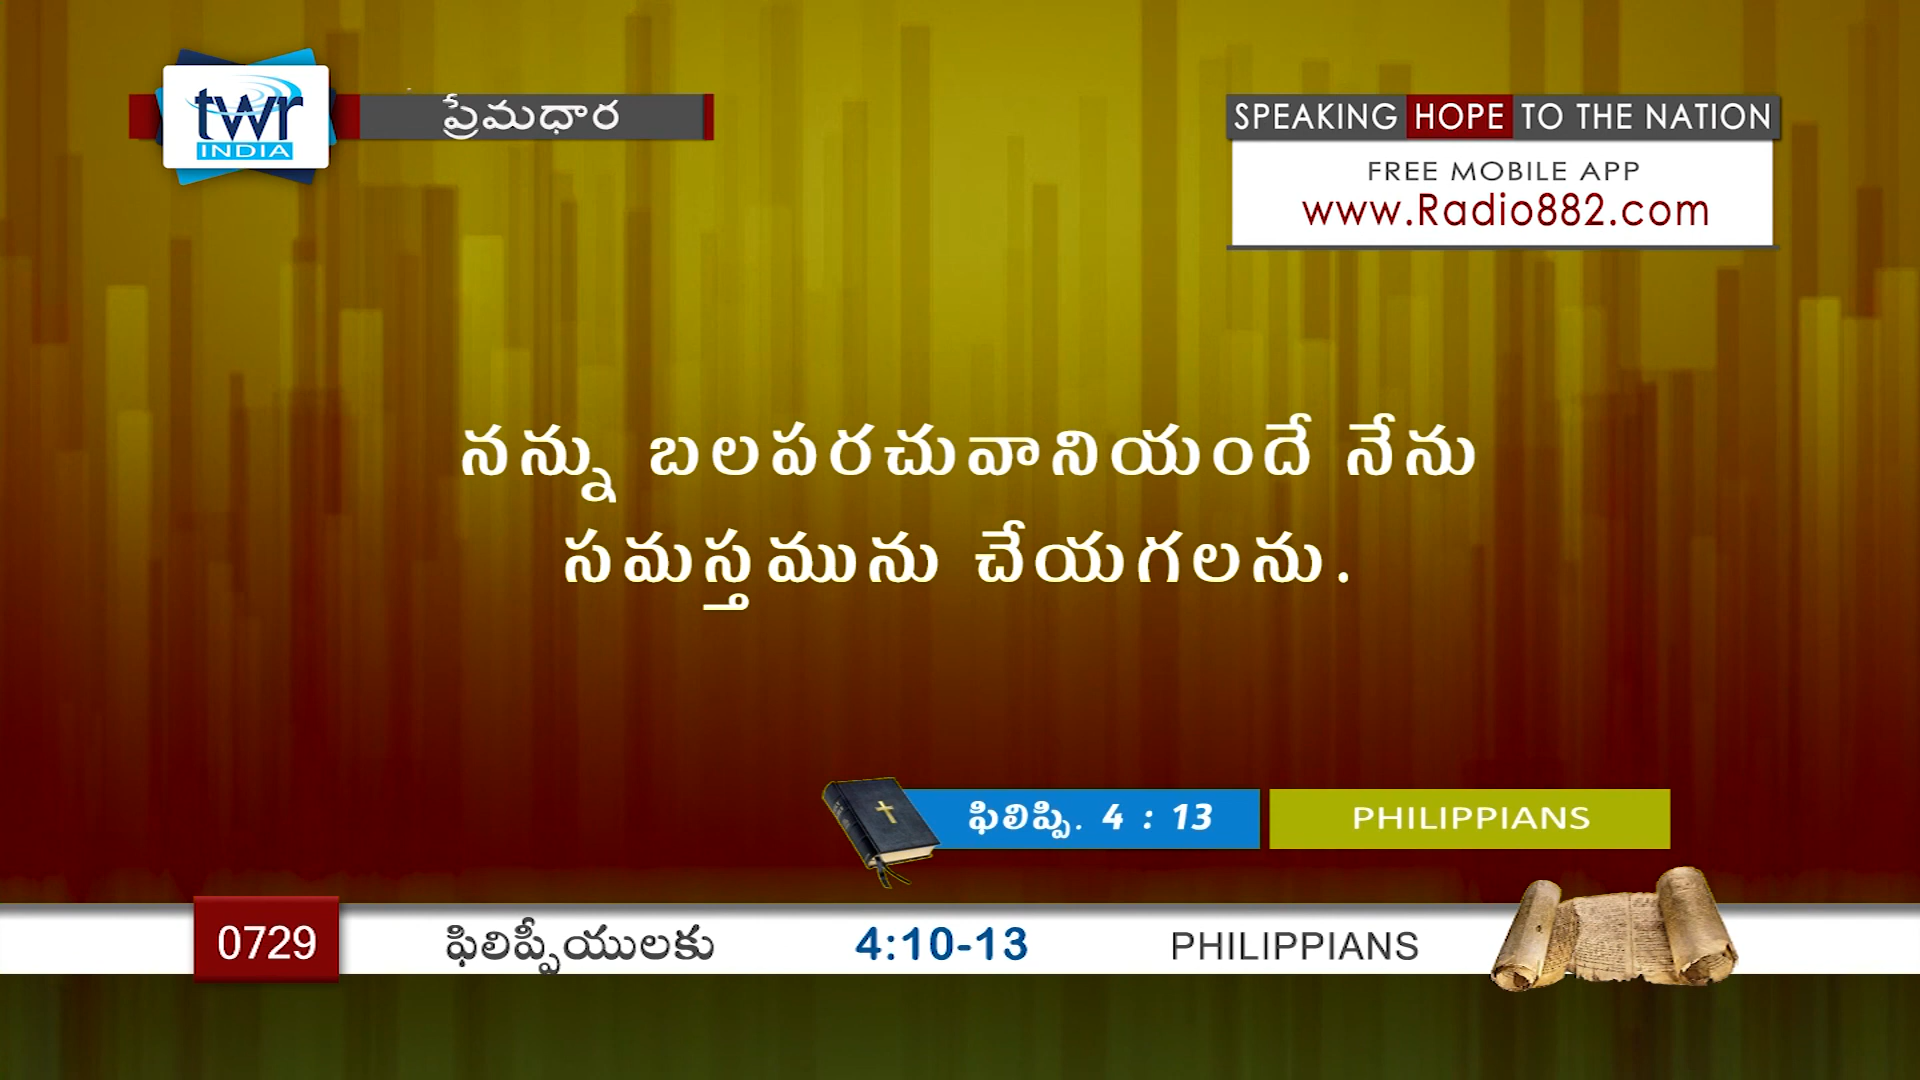 twr
INDIA
ప్రేమధార
SPEAKING HOPE TO THE NATION
FREE MOBILE APP
www.Radio882.com
నన్ను బలపరచువానియందే నేను
సమస్తమును చేయగలను.
ఫిలిప్పి. 4 : 13
PHILIPPIANS
0729 ఫిలిప్పీయులకు 4:10-13 PHILIPPIANS